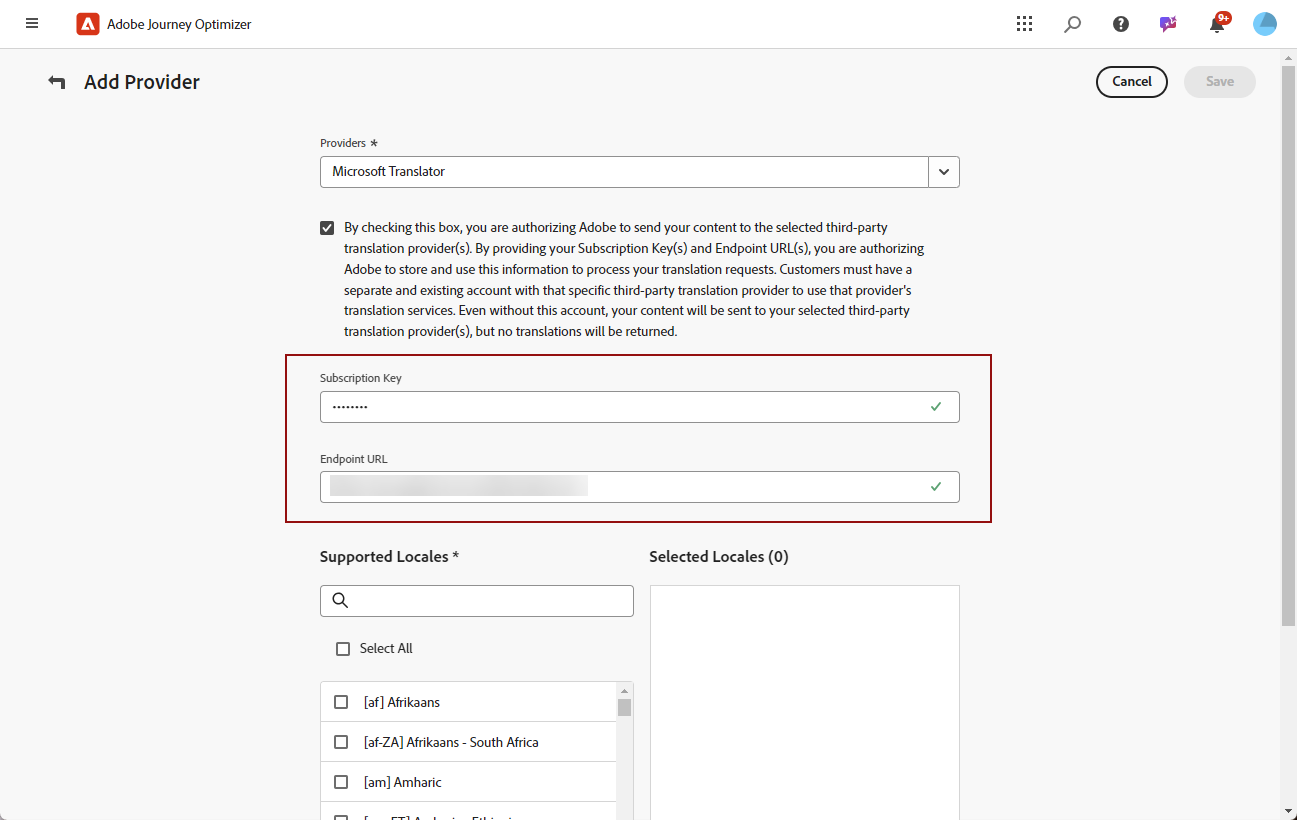 Adobe Journey Optimizer
9+
Add Provider
Cancel
Save
Providers *
Microsoft Translator
By checking this box, you are authorizing Adobe to send your content to the selected third-party
translation provider(s). By providing your Subscription Key(s) and Endpoint URL(s), you are authorizing
Adobe to store and use this information to process your translation requests. Customers must have a
separate and existing account with that specific third-party translation provider to use that provider's
translation services. Even without this account, your content will be sent to your selected third-party
translation provider(s), but no translations will be returned.
Subscription Key
••••••••
Endpoint URL
Supported Locales *
Selected Locales (0)
Select All
[af] Afrikaans
[af-ZA] Afrikaans - South Africa
[am] Amharic